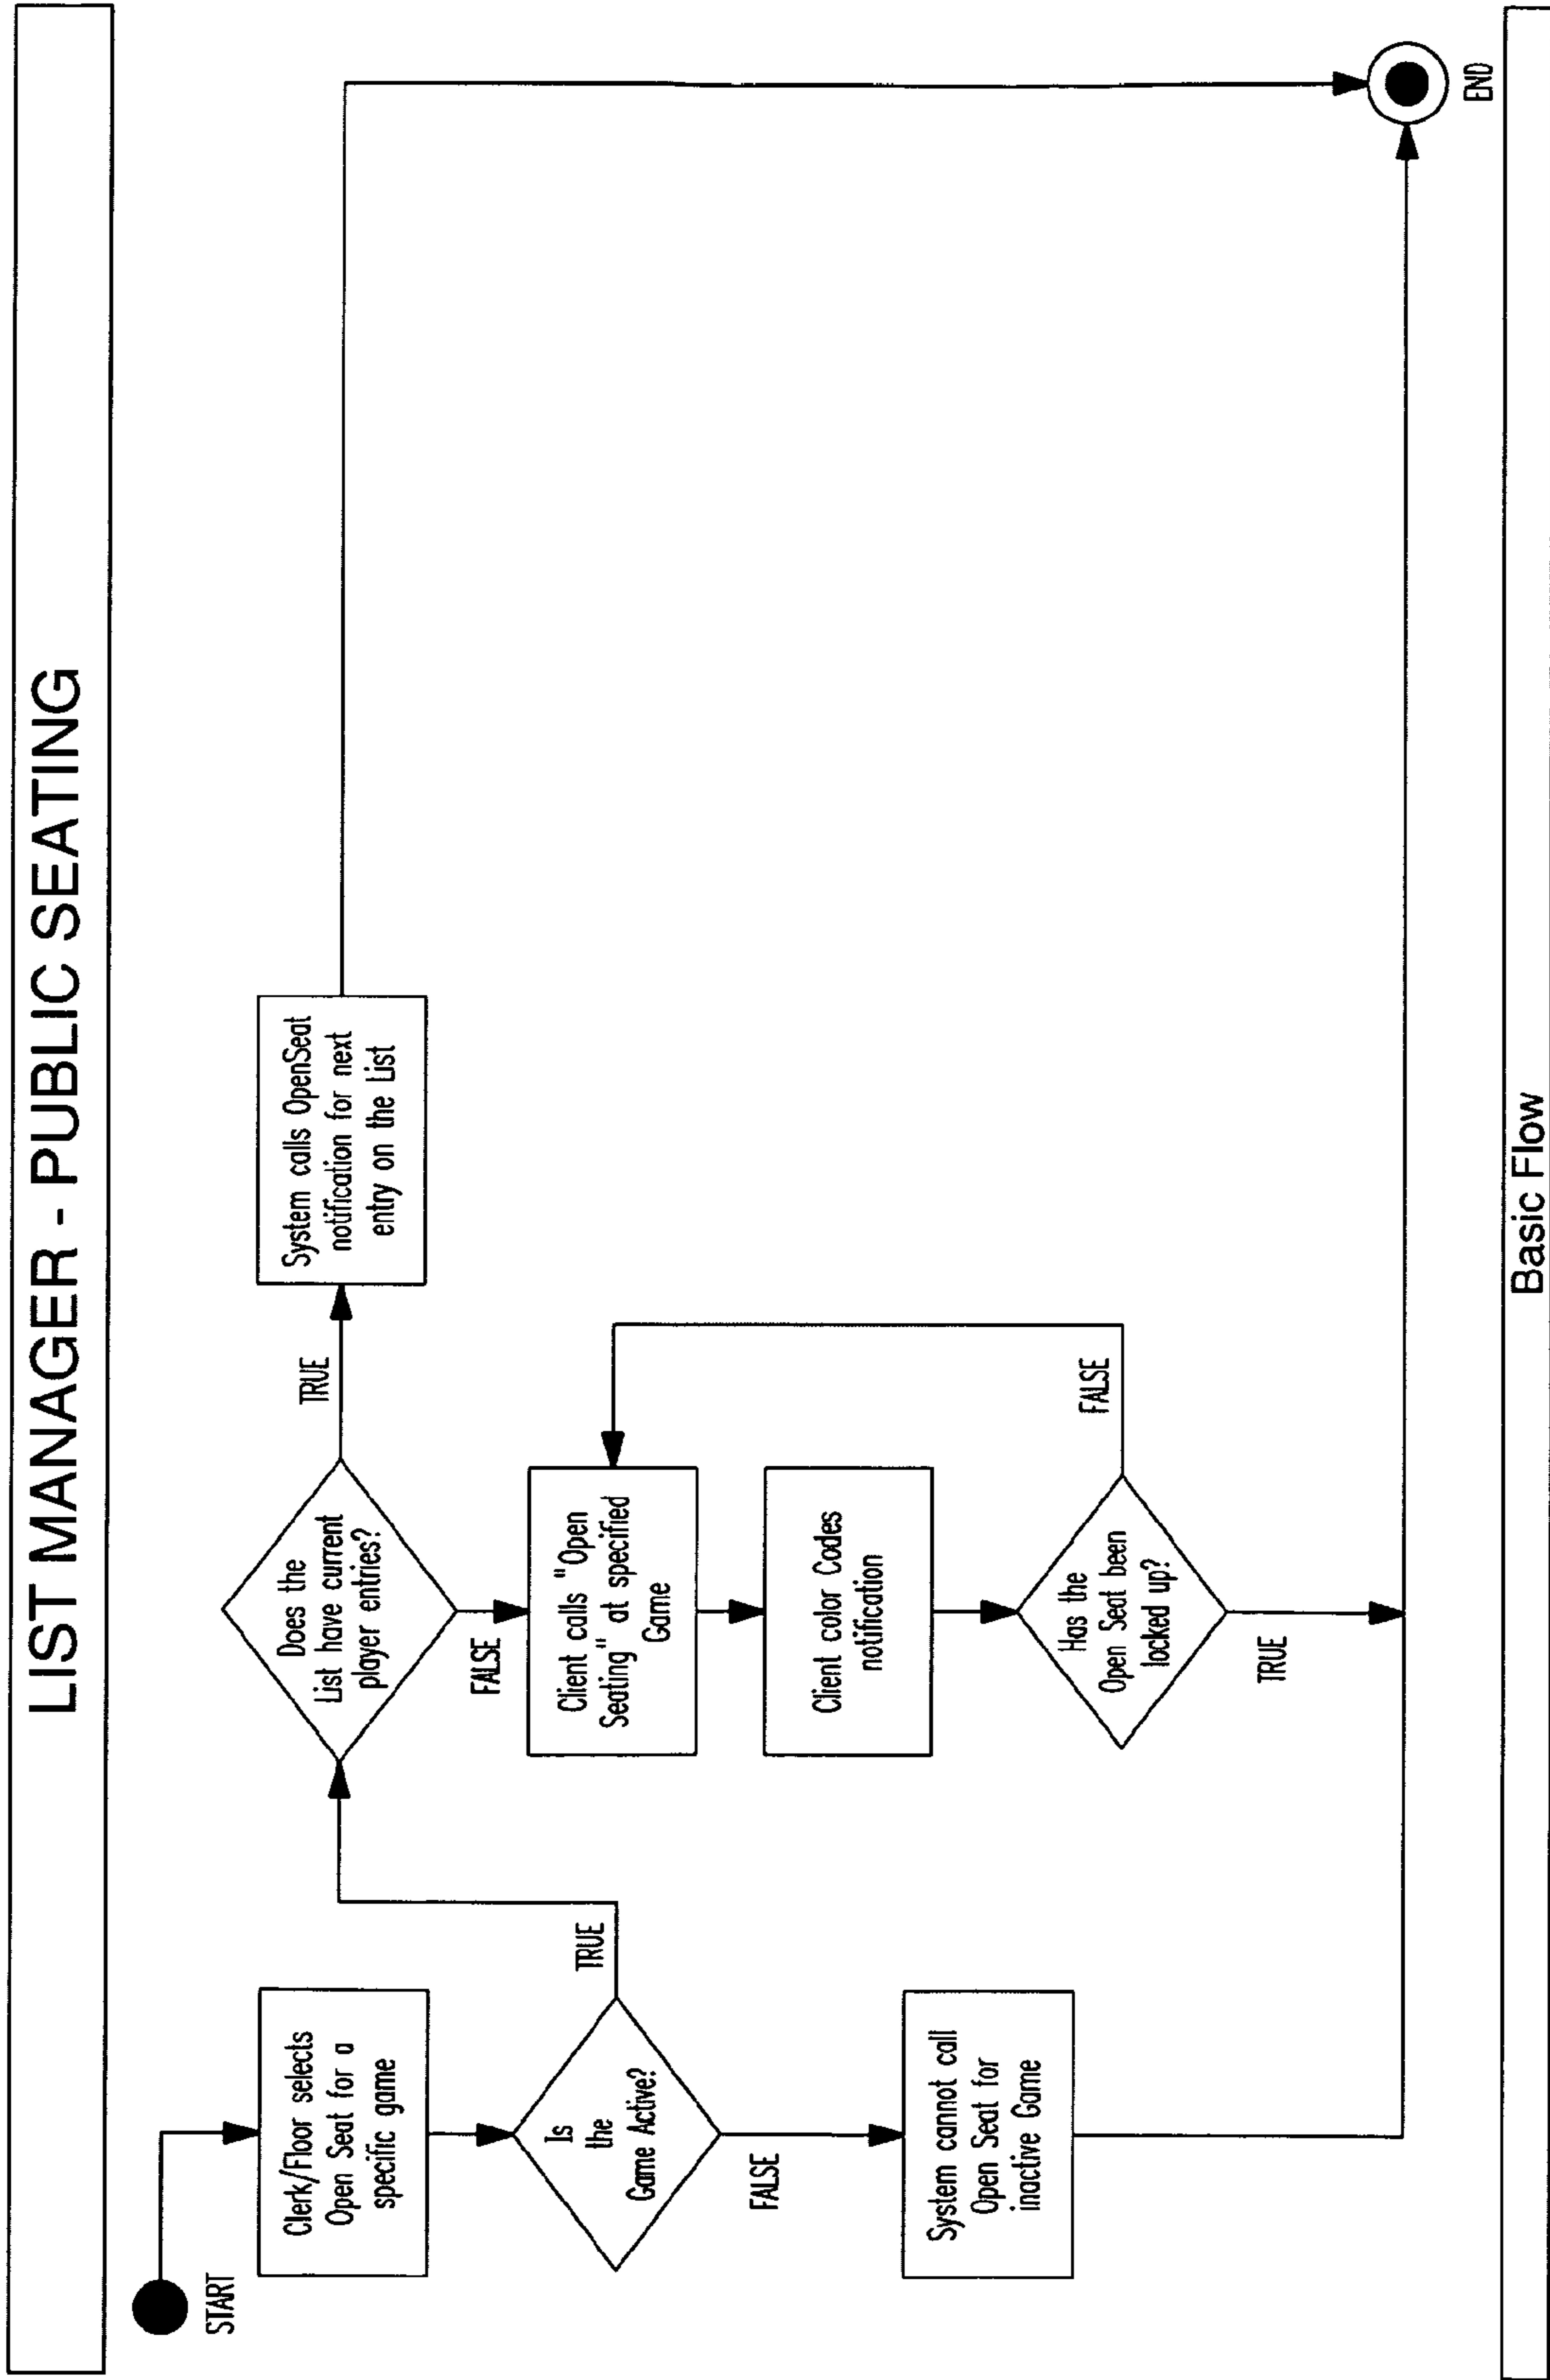 LIST MANAGER - PUBLIC SEATING
START
Clerk/Floor selects
Open Seat for a
specific game
Is
the
Game Active?
TRUE
FALSE
System cannot call
Open Seat for
inactive Game
Does the
List have current
player entries?
TRUE
FALSE
System calls OpenSeat
notification for next
entry on the List
Client calls "Open
Seating" at specified
Game
Client color Codes
notification
Has the
Open Seat been
locked up?
FALSE
TRUE
END
Basic Flow